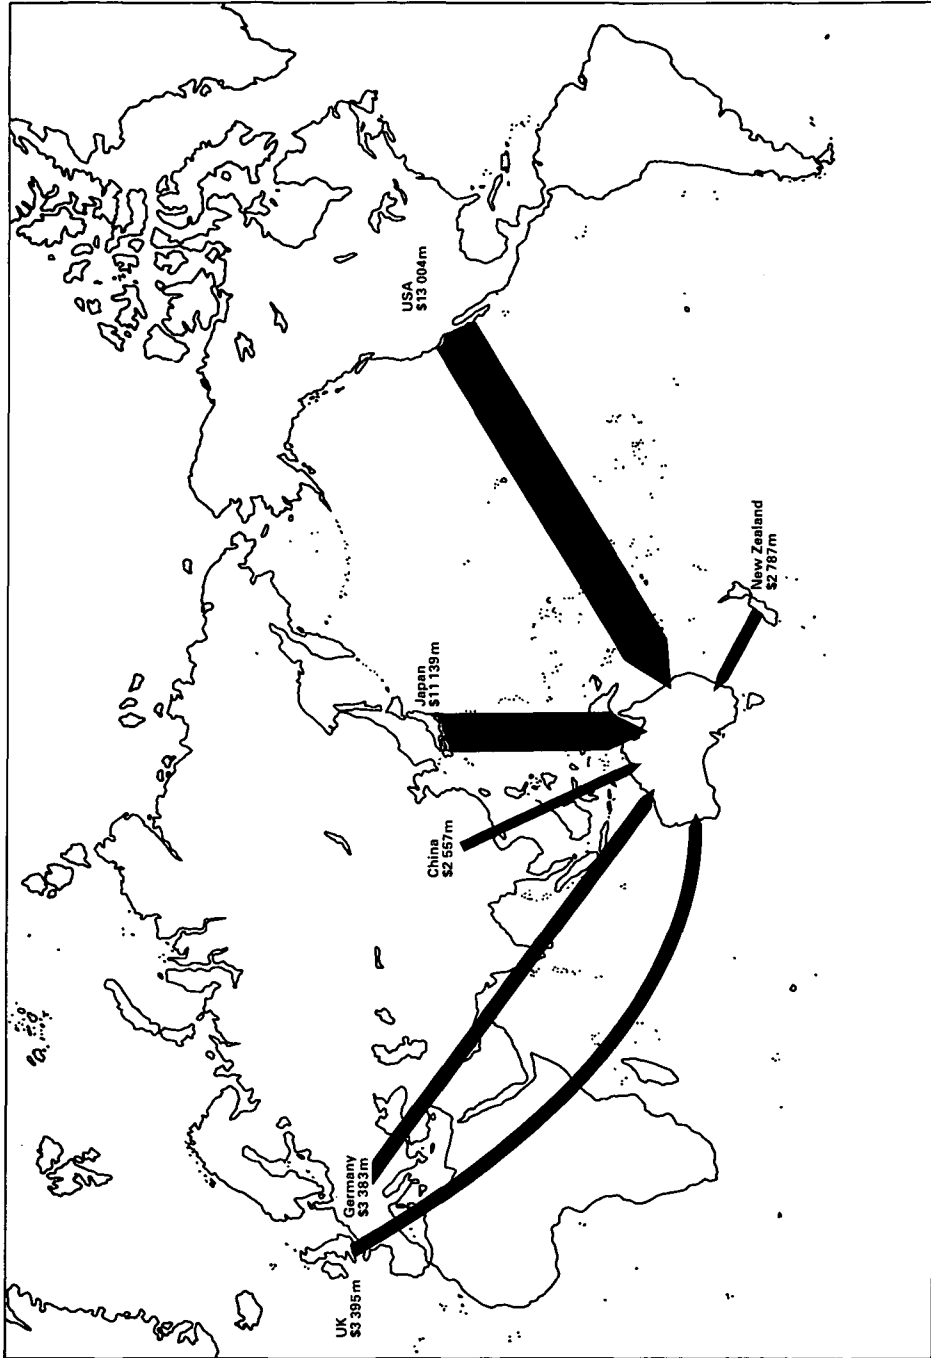 UK
$3 395m
Germany
$3 383m
China
$2 557m
Japan
$11 139m
USA
$13 004m
New Zealand
$2 787m